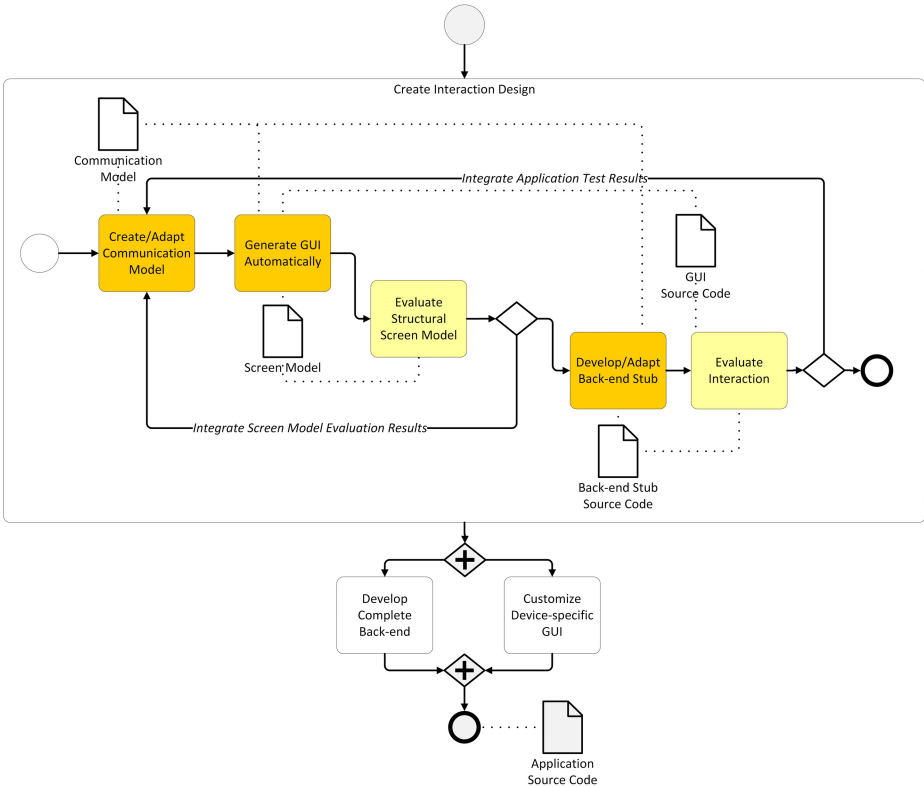 Create Interaction Design
Communication
Model
Integrate Application Test Results
Create/Adapt
Communication
Model
Generate GUI
Automatically
GUI
Source Code
Evaluate
Structural
Screen Model
Screen Model
Develop/Adapt
Back-end Stub
Evaluate
Interaction
Integrate Screen Model Evaluation Results
Back-end Stub
Source Code
Develop
Complete
Back-end
Customize
Device-specific
GUI
Application
Source Code